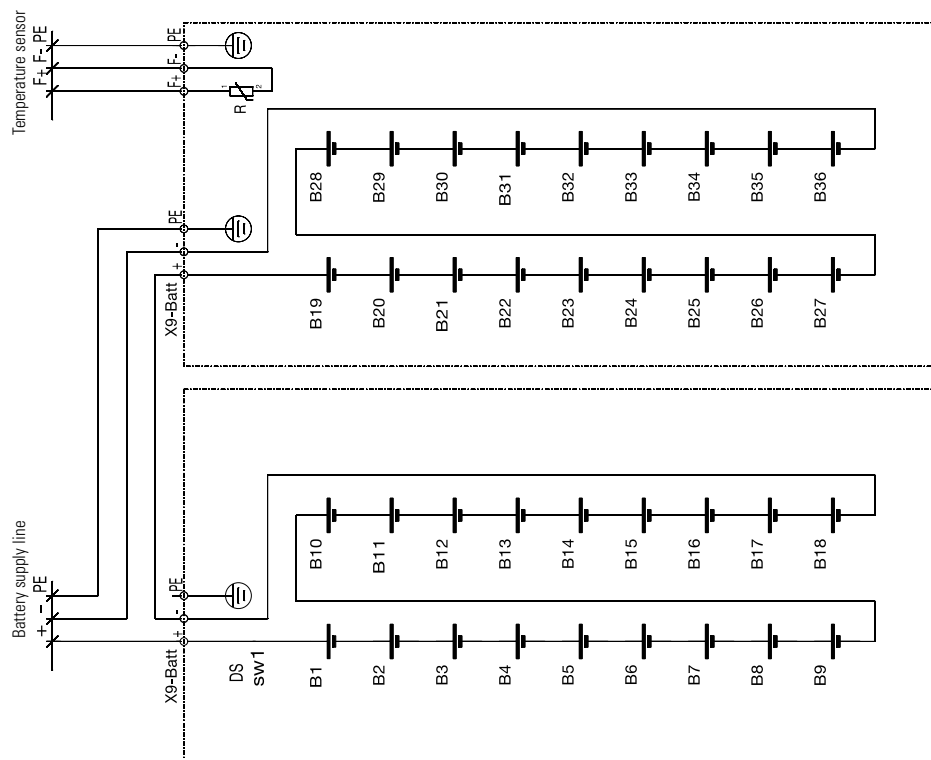 Temperature sensor
F+ F- PE
F+ F- PE
1
2
R
B28
B29
B30
B31
B32
B33
B34
B35
B36
X9-Batt + - PE
B19
B20
B21
B22
B23
B24
B25
B26
B27
Battery supply line
+ - PE
B10
B11
B12
B13
B14
B15
B16
B17
B18
X9-Batt + - PE
DS
sw1
B1
B2
B3
B4
B5
B6
B7
B8
B9